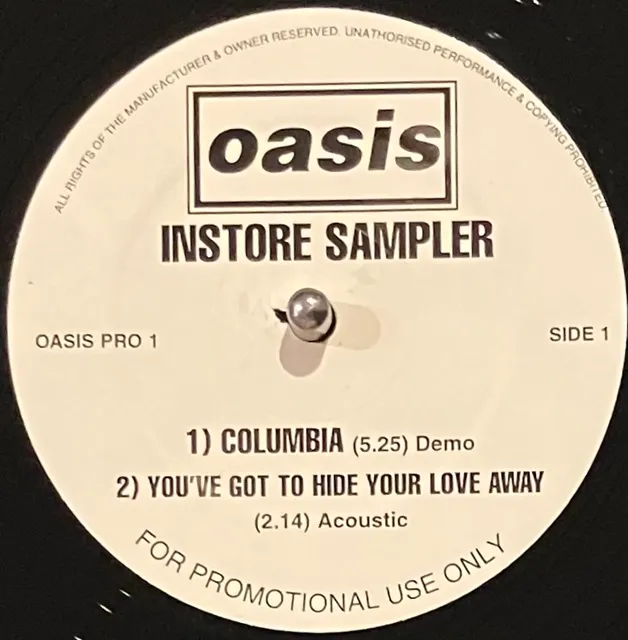 ALL RIGHTS OF THE MANUFACTURER & OWNER RESERVED. UNATHORISED PERFORMANCE & COPYING PROHIBITED
oasis
INSTORE SAMPLER
OASIS PRO 1
SIDE 1
1) COLUMBIA (5.25) Demo
2) YOU'VE GOT TO HIDE YOUR LOVE AWAY
(2.14) Acoustic
FOR PROMOTIONAL USE ONLY